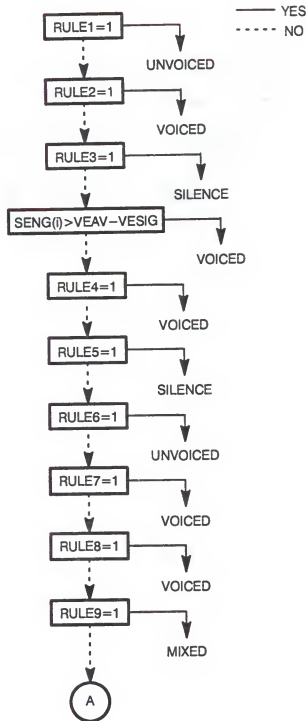 YES
RULE1=1
NO
UNVOICED
RULE2=1
VOICED
RULE3=1
SILENCE
SENG(i)>VEAV−VESIG
VOICED
RULE4=1
VOICED
RULE5=1
SILENCE
RULE6=1
UNVOICED
RULE7=1
VOICED
RULE8=1
VOICED
RULE9=1
MIXED
A